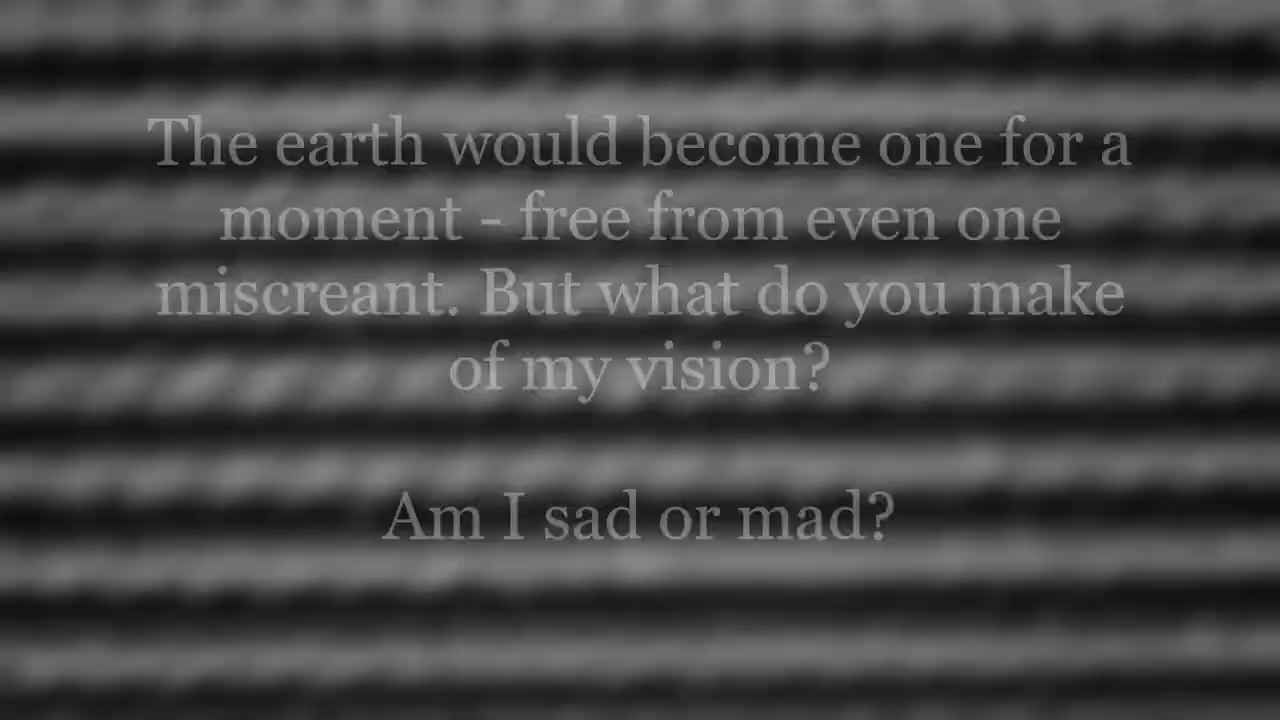 The earth would become one for a
moment - free from even one
miscreant. But what do you make
of my vision?
Am I sad or mad?